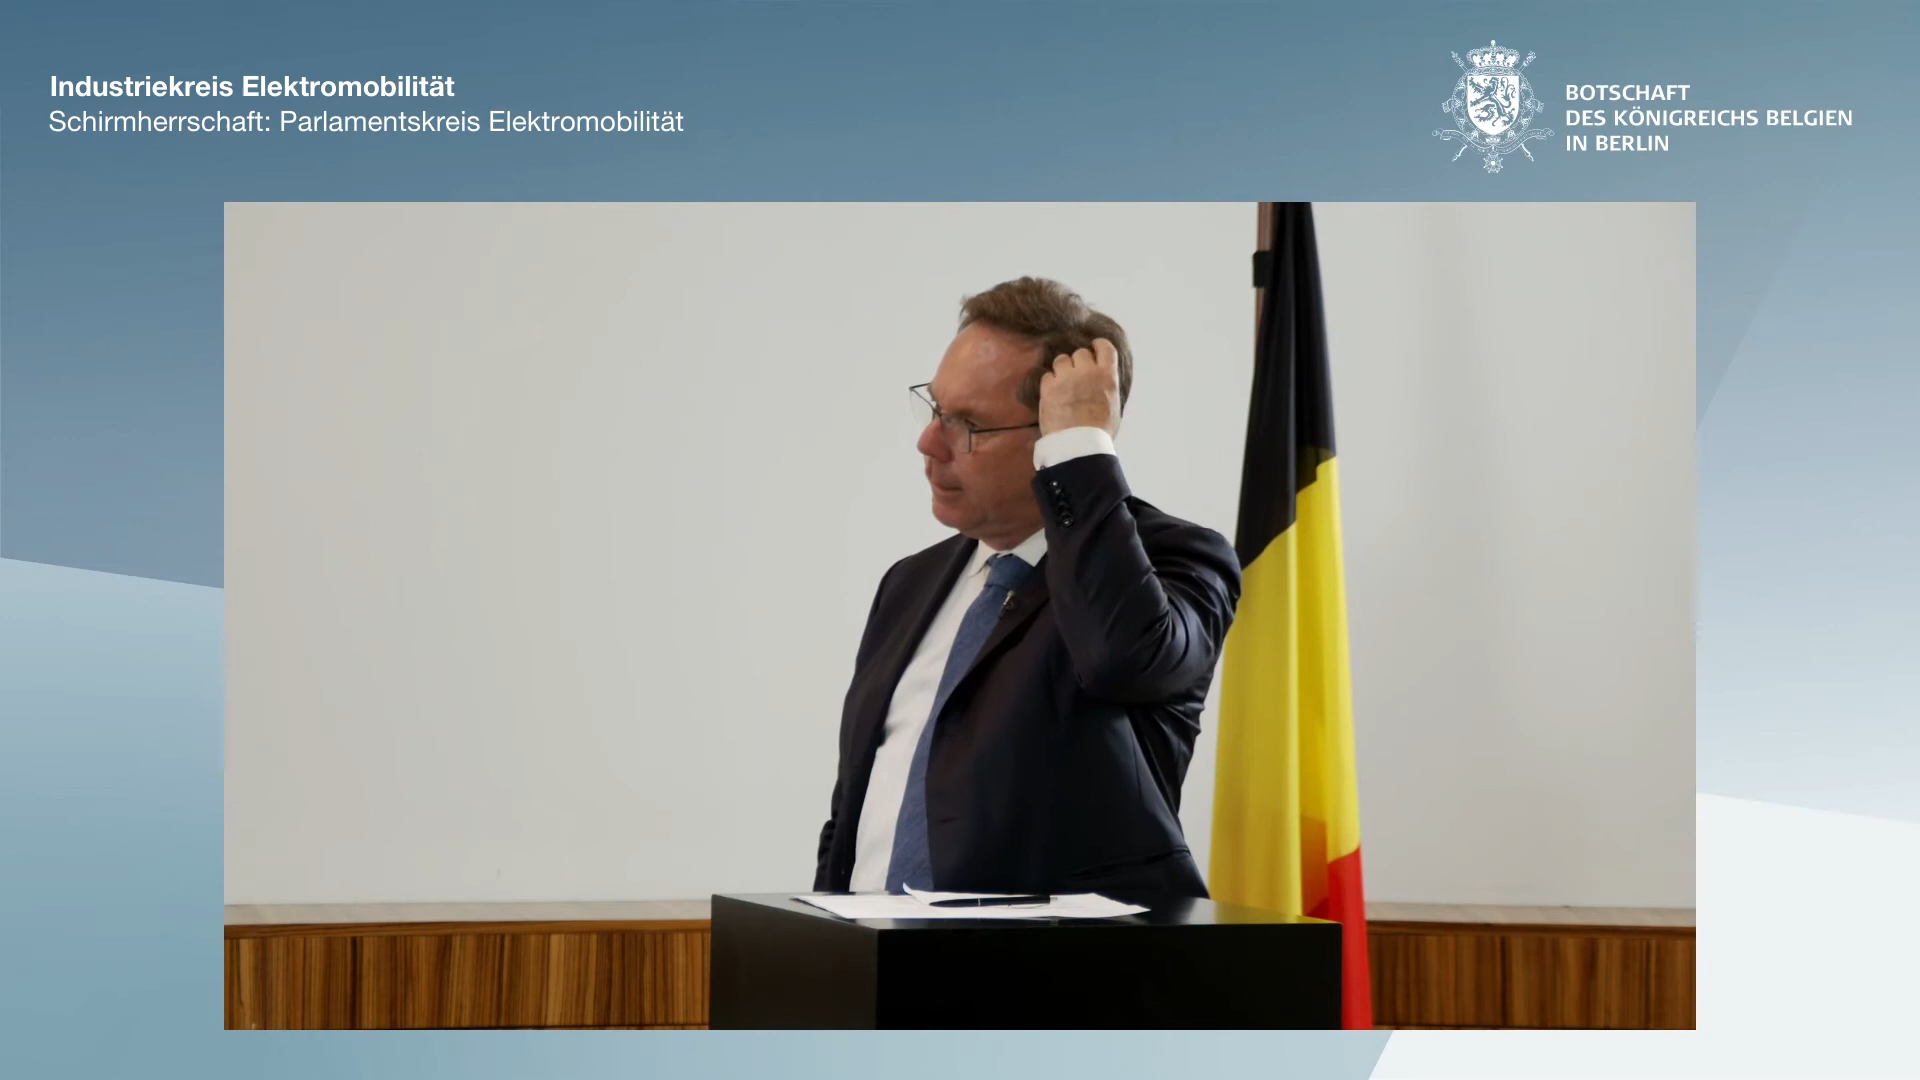 Industriekreis Elektromobilität
Schirmherrschaft: Parlamentskreis Elektromobilität
BOTSCHAFT
DES KÖNIGREICHS BELGIEN
IN BERLIN